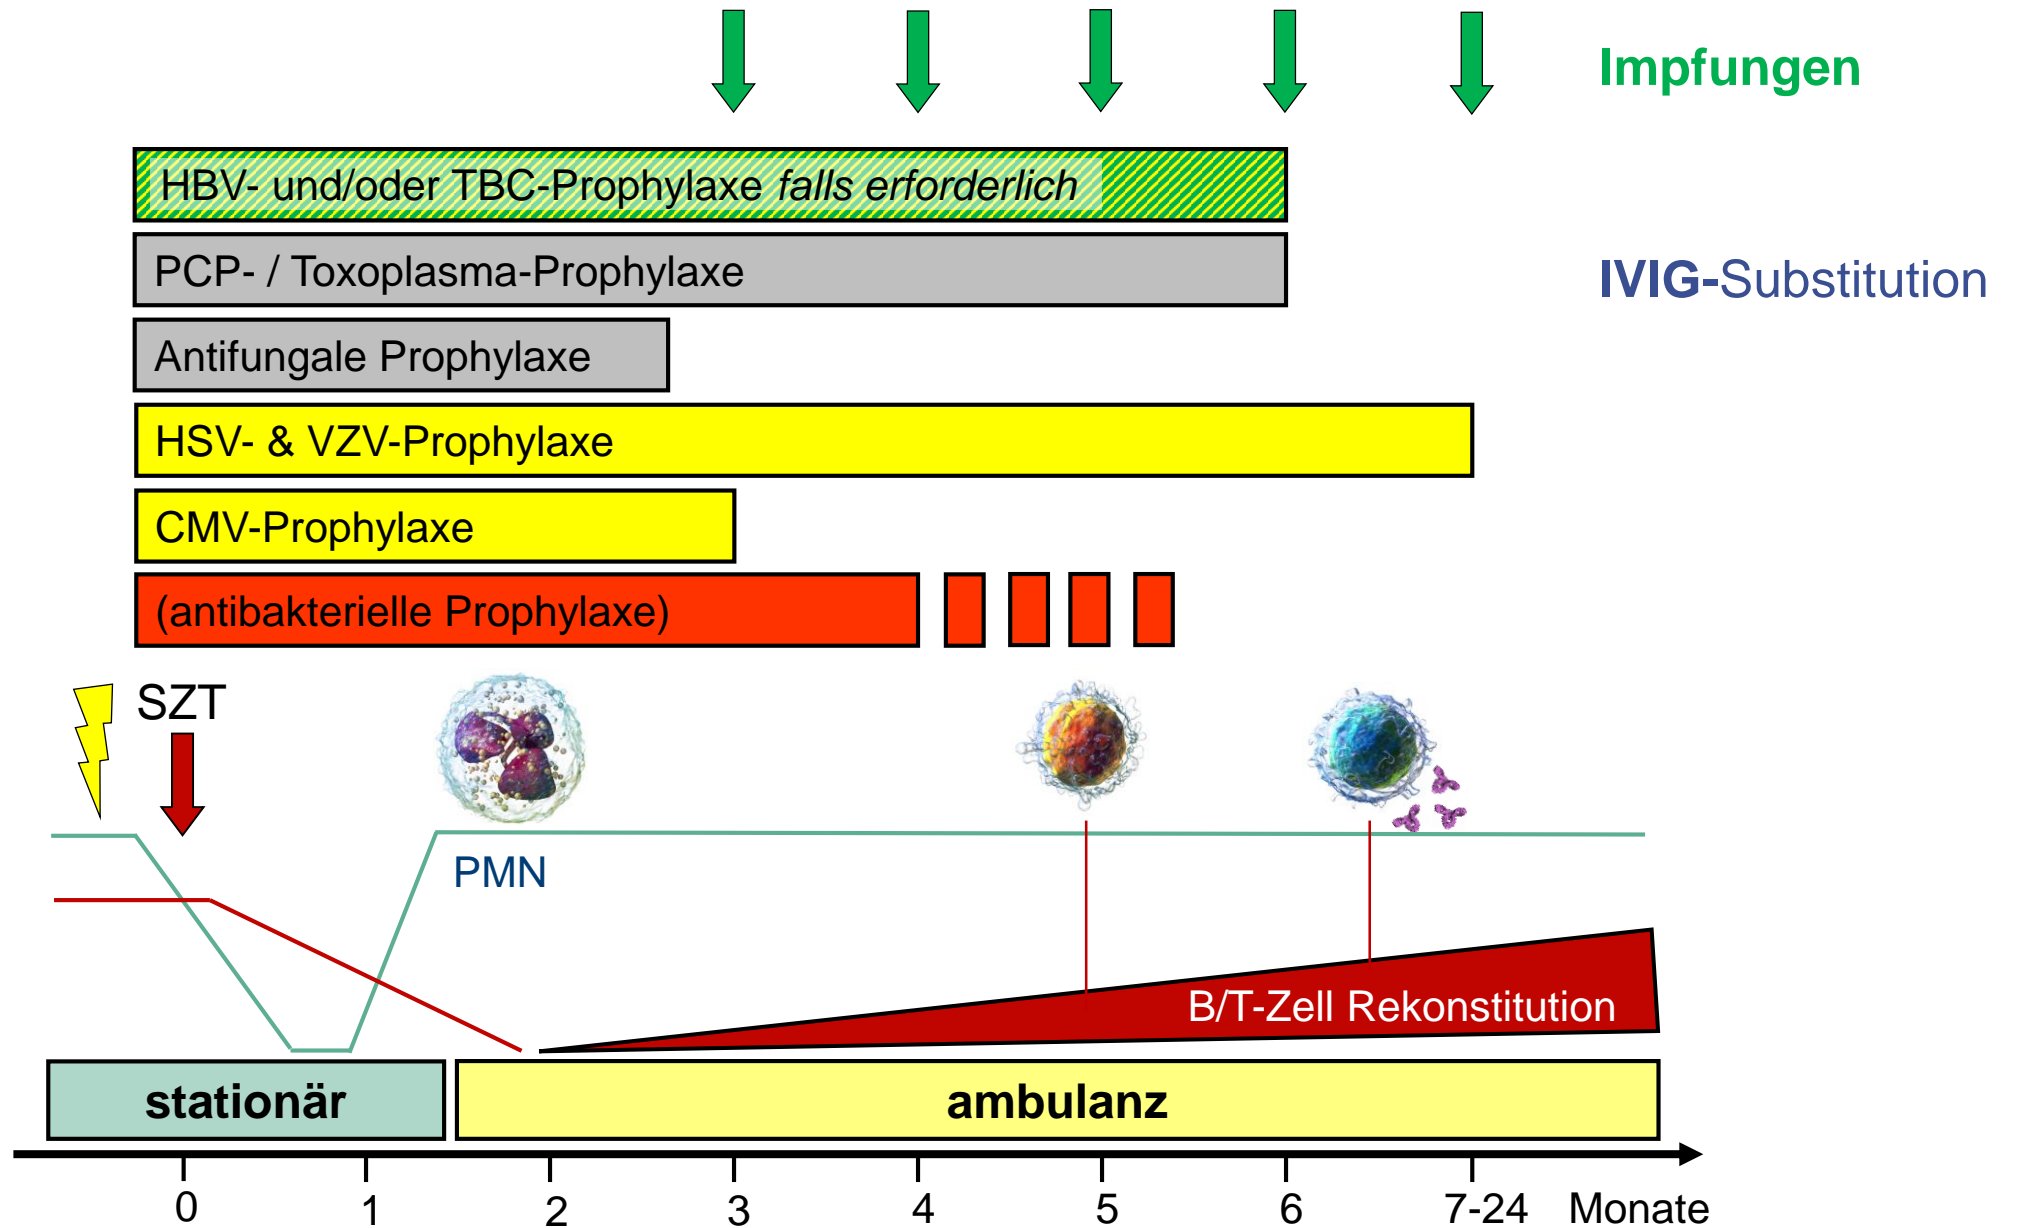 Impfungen
HBV- und/oder TBC-Prophylaxe falls erforderlich
PCP- / Toxoplasma-Prophylaxe
IVIG-Substitution
Antifungale Prophylaxe
HSV- & VZV-Prophylaxe
CMV-Prophylaxe
(antibakterielle Prophylaxe)
SZT
PMN
B/T-Zell Rekonstitution
stationär
ambulanz
0 1 2 3 4 5 6 7-24 Monate